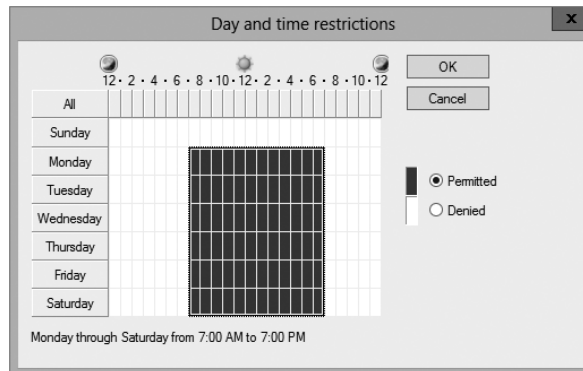 Day and time restrictions
x
12 · 2 · 4 · 6 · 8 · 10 · 12 · 2 · 4 · 6 · 8 · 10 · 12
OK
All
Cancel
Sunday
Monday
Tuesday
Permitted
Wednesday
Denied
Thursday
Friday
Saturday
Monday through Saturday from 7:00 AM to 7:00 PM